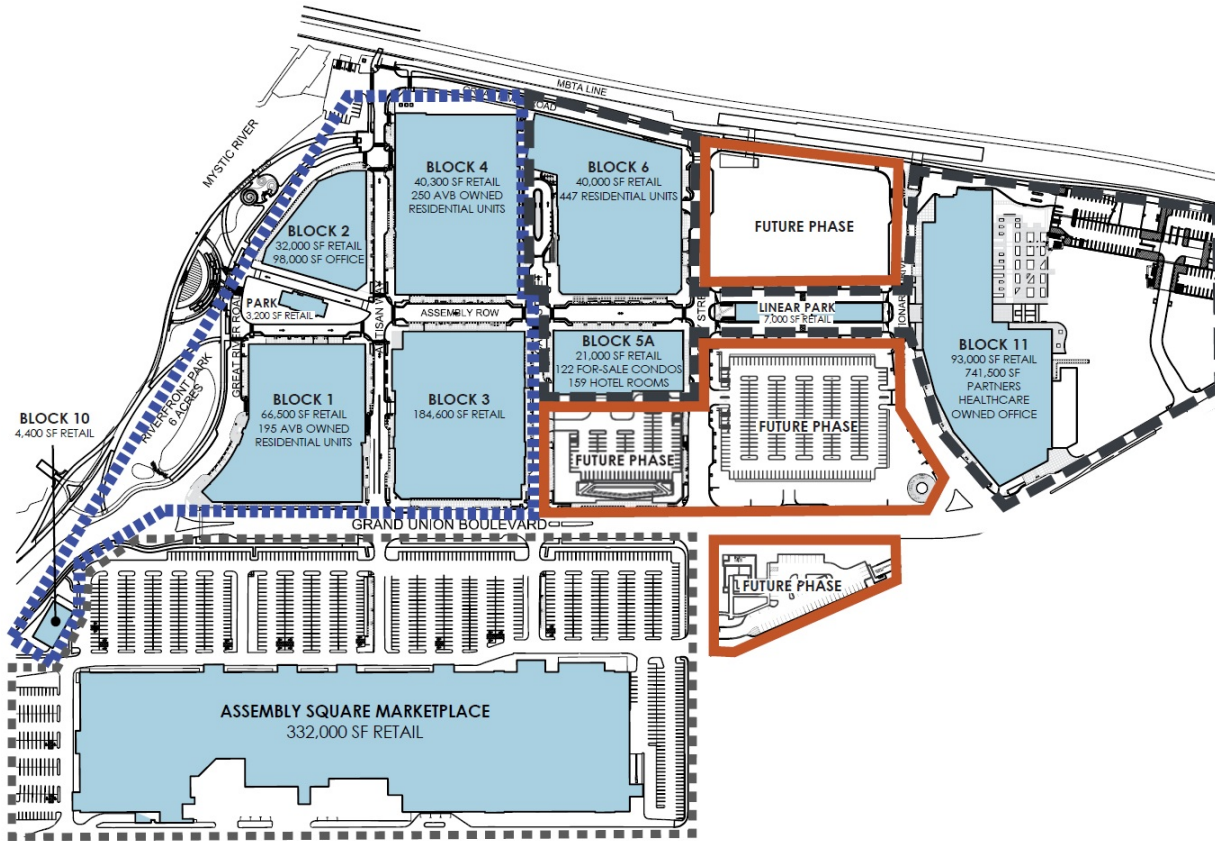 MBTA LINE
ROAD
MYSTIC RIVER
BLOCK 4
40,300 SF RETAIL
250 AVB OWNED
RESIDENTIAL UNITS
BLOCK 6
40,000 SF RETAIL
447 RESIDENTIAL UNITS
FUTURE PHASE
BLOCK 2
32,000 SF RETAIL
98,000 SF OFFICE
PARK
3,200 SF RETAIL
ASSEMBLY ROW
LINEAR PARK
7,000 SF RETAIL
BLOCK 11
93,000 SF RETAIL
741,500 SF
PARTNERS
HEALTHCARE
OWNED OFFICE
BLOCK 5A
21,000 SF RETAIL
122 FOR-SALE CONDOS
159 HOTEL ROOMS
GREAT RIVER ROAD
RIVERFRONT PARK
6 ACRES
BLOCK 1
66,500 SF RETAIL
195 AVB OWNED
RESIDENTIAL UNITS
BLOCK 3
184,600 SF RETAIL
BLOCK 10
4,400 SF RETAIL
FUTURE PHASE
FUTURE PHASE
GRAND UNION BOULEVARD
FUTURE PHASE
ASSEMBLY SQUARE MARKETPLACE
332,000 SF RETAIL